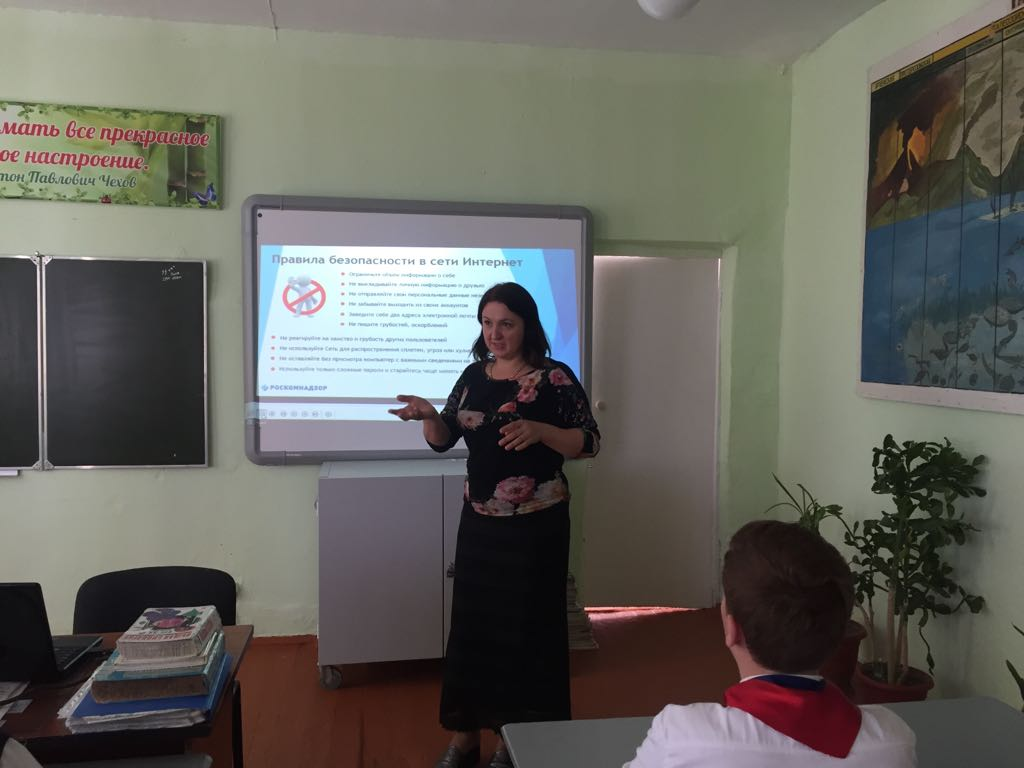 мать все прекрасное
ое настроение.
тон Павлович Чехов
Правила безопасности в сети Интернет
Ограничьте объем информации о себе
Не выкладывайте личную информацию о друзьях
Не отправляйте свои персональные данные
Не забывайте выходить из своих аккаунтов
Заведите себе два адреса электронной почты
Не пишите грубостей, оскорблений
Не реагируйте на хамство и грубость других пользователей
Не используйте Сеть для распространения сплетен, угроз или
Не оставляйте без присмотра компьютер с важными сведениями на
Используйте только сложные пароли и старайтесь чаще менять
РОСКОМНАДЗОР